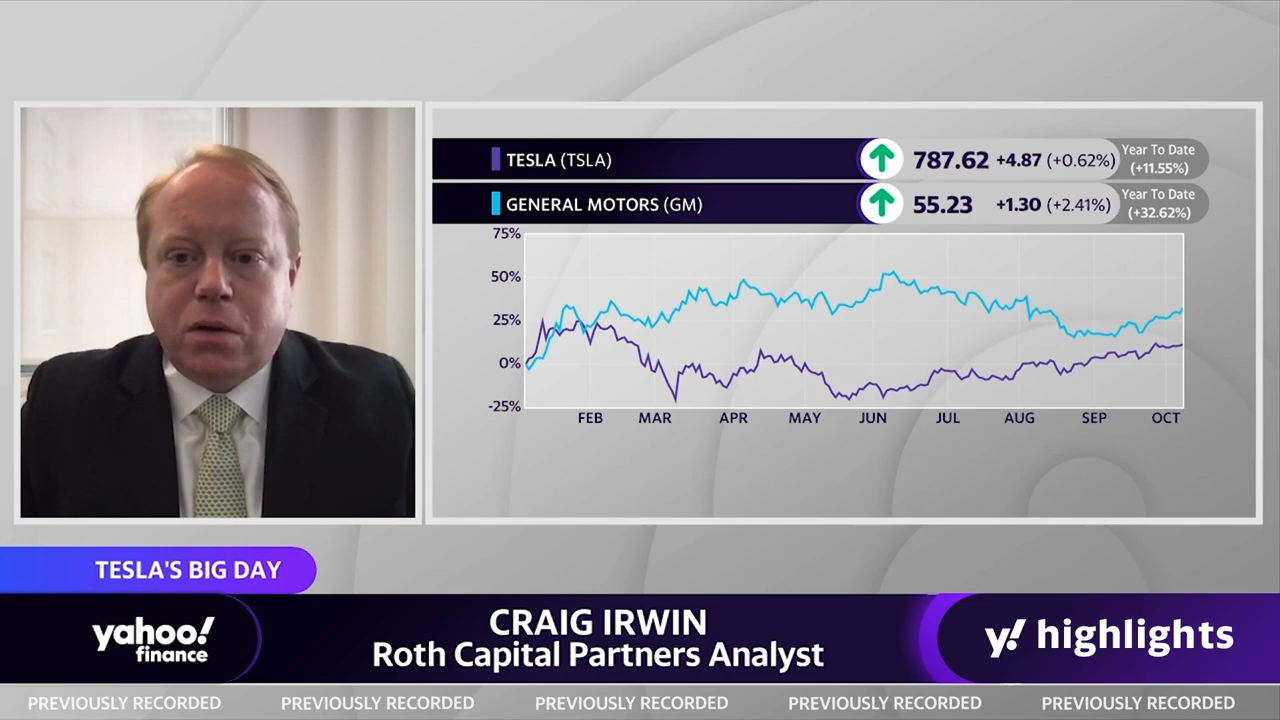 TESLA (TSLA) 787.62 +4.87 (+0.62%) Year To Date (+11.55%)
GENERAL MOTORS (GM) 55.23 +1.30 (+2.41%) Year To Date (+32.62%)
75%
50%
25%
0%
-25%
FEB MAR APR MAY JUN JUL AUG SEP OCT
TESLA'S BIG DAY
yahoo!
finance
CRAIG IRWIN
Roth Capital Partners Analyst
y! highlights
PREVIOUSLY RECORDED PREVIOUSLY RECORDED PREVIOUSLY RECORDED PREVIOUSLY RECORDED PREVIOUSLY RECORDED